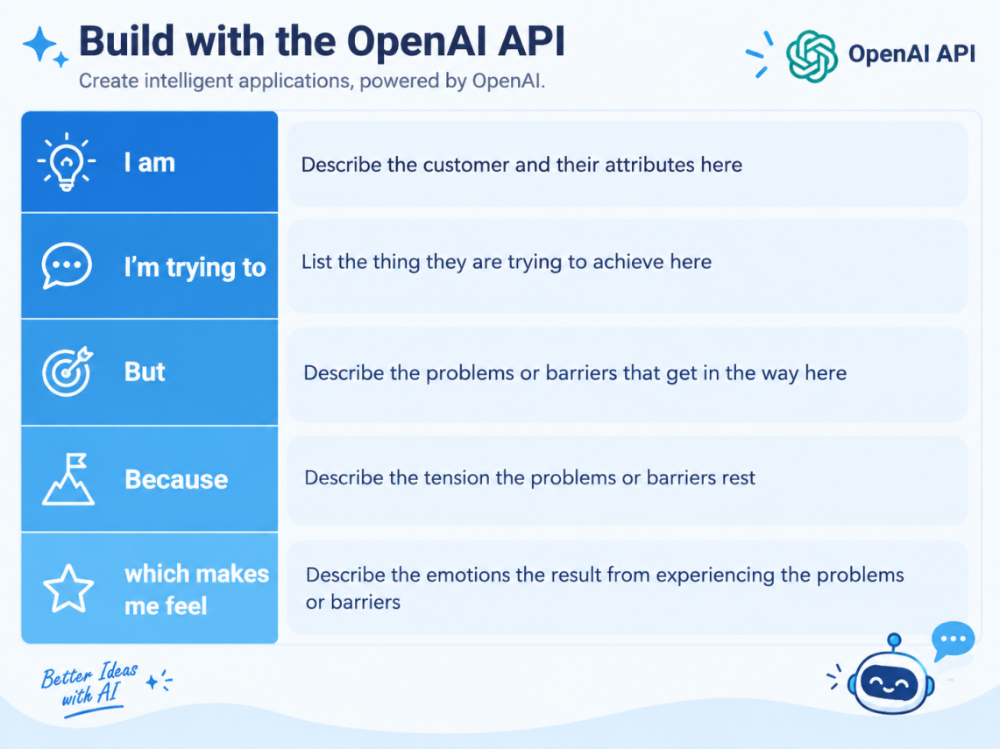 Build with the OpenAI API
Create intelligent applications, powered by OpenAI.
OpenAI API
I am
Describe the customer and their attributes here
I’m trying to
List the thing they are trying to achieve here
But
Describe the problems or barriers that get in the way here
Because
Describe the tension the problems or barriers rest
which makes
me feel
Describe the emotions the result from experiencing the problems
or barriers
Better Ideas
with AI